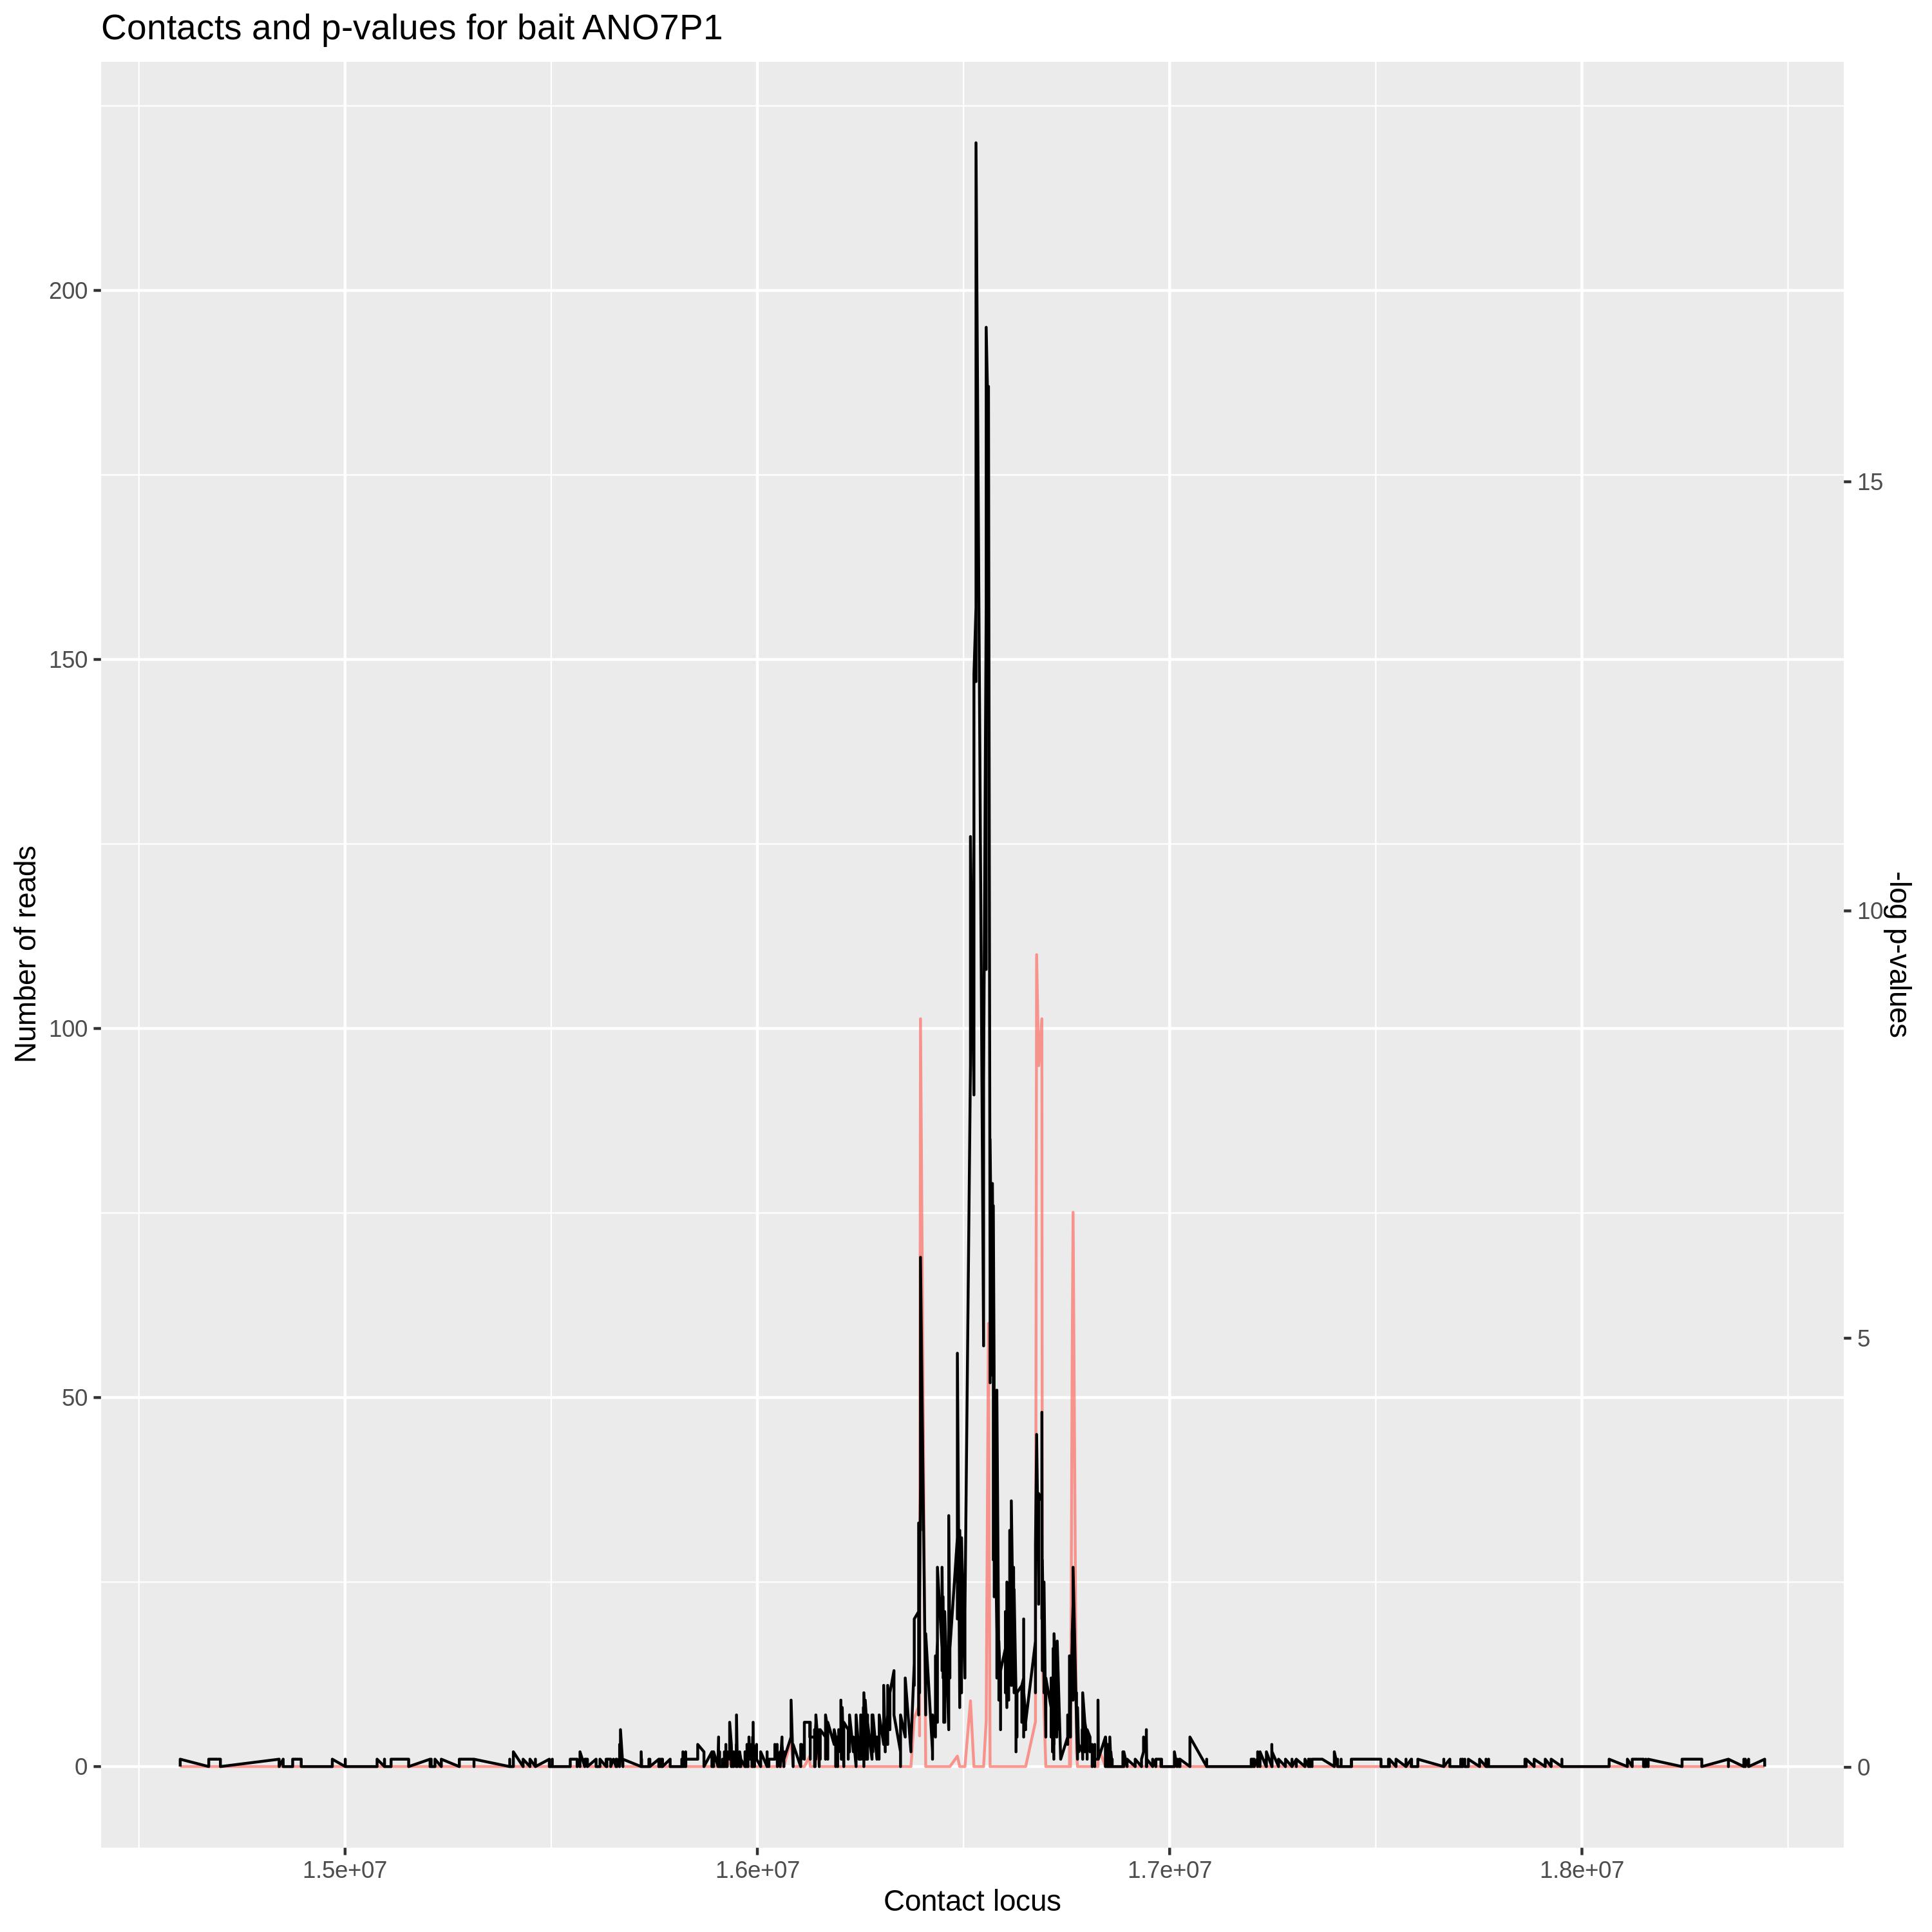 Contacts and p-values for bait ANO7P1
200
150
100
50
0
15
10
5
0
Number of reads
-log p-values
1.5e+07
1.6e+07
1.7e+07
1.8e+07
Contact locus